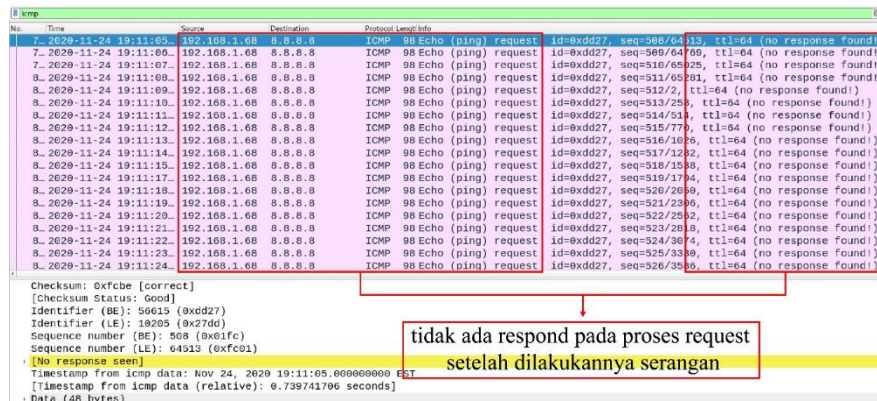 icmp
No. Time Source Destination Protocol Lengtl Info
7… 2020-11-24 19:11:05… 192.168.1.68 8.8.8.8 ICMP 98 Echo (ping) request id=0xdd27, seq=508/64513, ttl=64 (no response found!
7… 2020-11-24 19:11:06… 192.168.1.68 8.8.8.8 ICMP 98 Echo (ping) request id=0xdd27, seq=509/64769, ttl=64 (no response found!
7… 2020-11-24 19:11:07… 192.168.1.68 8.8.8.8 ICMP 98 Echo (ping) request id=0xdd27, seq=510/65025, ttl=64 (no response found!
8… 2020-11-24 19:11:08… 192.168.1.68 8.8.8.8 ICMP 98 Echo (ping) request id=0xdd27, seq=511/65281, ttl=64 (no response found!
8… 2020-11-24 19:11:09… 192.168.1.68 8.8.8.8 ICMP 98 Echo (ping) request id=0xdd27, seq=512/2, ttl=64 (no response found!)
8… 2020-11-24 19:11:10… 192.168.1.68 8.8.8.8 ICMP 98 Echo (ping) request id=0xdd27, seq=513/258, ttl=64 (no response found!)
8… 2020-11-24 19:11:11… 192.168.1.68 8.8.8.8 ICMP 98 Echo (ping) request id=0xdd27, seq=514/514, ttl=64 (no response found!)
8… 2020-11-24 19:11:12… 192.168.1.68 8.8.8.8 ICMP 98 Echo (ping) request id=0xdd27, seq=515/770, ttl=64 (no response found!)
8… 2020-11-24 19:11:13… 192.168.1.68 8.8.8.8 ICMP 98 Echo (ping) request id=0xdd27, seq=516/1026, ttl=64 (no response found!)
8… 2020-11-24 19:11:14… 192.168.1.68 8.8.8.8 ICMP 98 Echo (ping) request id=0xdd27, seq=517/1282, ttl=64 (no response found!)
8… 2020-11-24 19:11:15… 192.168.1.68 8.8.8.8 ICMP 98 Echo (ping) request id=0xdd27, seq=518/1538, ttl=64 (no response found!)
8… 2020-11-24 19:11:17… 192.168.1.68 8.8.8.8 ICMP 98 Echo (ping) request id=0xdd27, seq=519/1794, ttl=64 (no response found!)
8… 2020-11-24 19:11:18… 192.168.1.68 8.8.8.8 ICMP 98 Echo (ping) request id=0xdd27, seq=520/2050, ttl=64 (no response found!)
8… 2020-11-24 19:11:19… 192.168.1.68 8.8.8.8 ICMP 98 Echo (ping) request id=0xdd27, seq=521/2306, ttl=64 (no response found!)
8… 2020-11-24 19:11:20… 192.168.1.68 8.8.8.8 ICMP 98 Echo (ping) request id=0xdd27, seq=522/2562, ttl=64 (no response found!)
8… 2020-11-24 19:11:21… 192.168.1.68 8.8.8.8 ICMP 98 Echo (ping) request id=0xdd27, seq=523/2818, ttl=64 (no response found!)
8… 2020-11-24 19:11:22… 192.168.1.68 8.8.8.8 ICMP 98 Echo (ping) request id=0xdd27, seq=524/3074, ttl=64 (no response found!)
8… 2020-11-24 19:11:23… 192.168.1.68 8.8.8.8 ICMP 98 Echo (ping) request id=0xdd27, seq=525/3330, ttl=64 (no response found!)
8… 2020-11-24 19:11:24… 192.168.1.68 8.8.8.8 ICMP 98 Echo (ping) request id=0xdd27, seq=526/3586, ttl=64 (no response found!)
Checksum: 0xfcbe [correct]
[Checksum Status: Good]
Identifier (BE): 56615 (0xdd27)
Identifier (LE): 10205 (0x27dd)
Sequence number (BE): 508 (0x01fc)
Sequence number (LE): 64513 (0xfc01)
[No response seen]
Timestamp from icmp data: Nov 24, 2020 19:11:05.000000000 EST
[Timestamp from icmp data (relative): 0.739741706 seconds]
Data (48 bytes)
tidak ada respond pada proses request
setelah dilakukannya serangan